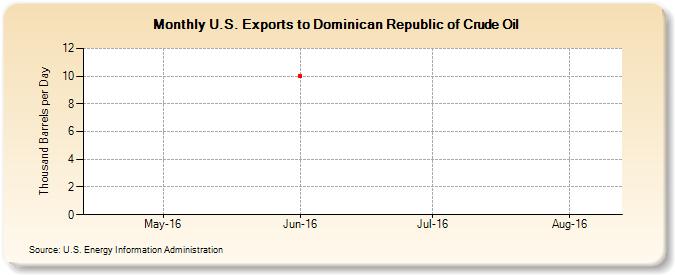 Monthly U.S. Exports to Dominican Republic of Crude Oil
Thousand Barrels per Day
12
10
8
6
4
2
0
May-16 Jun-16 Jul-16 Aug-16
Source: U.S. Energy Information Administration